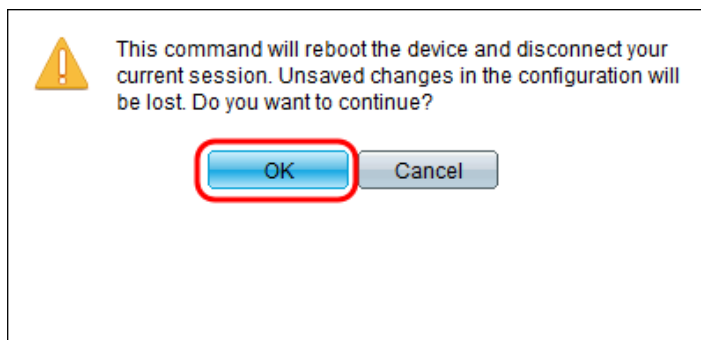 This command will reboot the device and disconnect your
current session. Unsaved changes in the configuration will
be lost. Do you want to continue?
OK Cancel